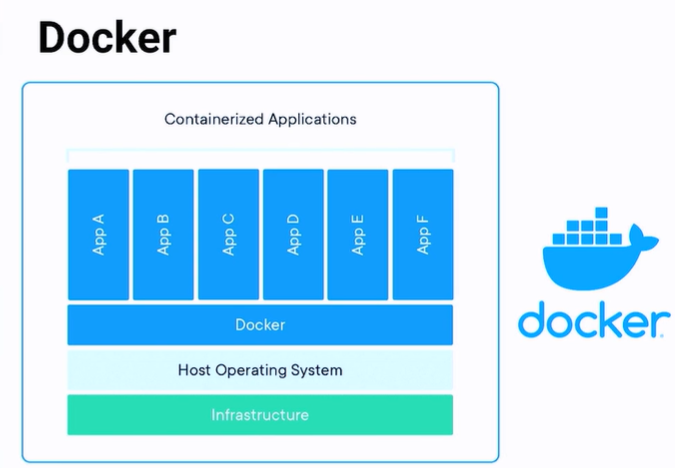 Docker
Containerized Applications
App A
App B
App C
App D
App E
App F
Docker
Host Operating System
Infrastructure
docker